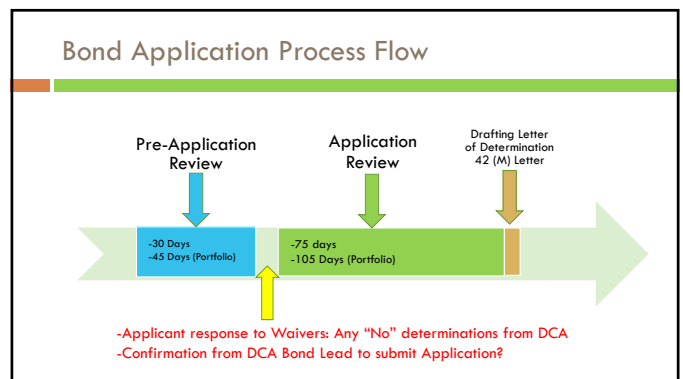 Bond Application Process Flow
Pre-Application
Review
Application
Review
Drafting Letter
of Determination
42 (M) Letter
-30 Days
-45 Days (Portfolio)
-75 days
-105 Days (Portfolio)
-Applicant response to Waivers: Any “No” determinations from DCA
-Confirmation from DCA Bond Lead to submit Application?